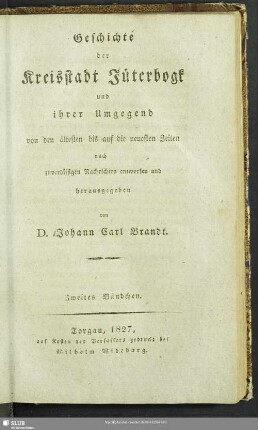 Geschichte
der
Kreisstadt Jüterbogk
und
ihrer Umgegend
von den ältesten bis auf die neuesten Zeiten
nach
zuverlässigen Nachrichten entworfen und
herausgegeben
von
D. Johann Carl Brandt.
Zweites Bändchen.
Torgau, 1827,
auf Kosten des Verfassers gedruckt bei
Wilhelm
SLUB